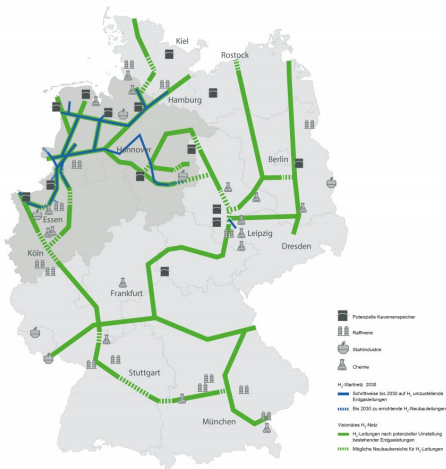 Kiel
Rostock
Hamburg
Hannover
Berlin
Essen
Leipzig
Köln
Dresden
Frankfurt
Stuttgart
München
Potenzielle Kavernenspeicher
Raffinerie
Stahlindustrie
Chemie
H₂-Startnetz 2030
Schrittweise bis 2030 auf H₂ umzustellende
Erdgasleitungen
Bis 2030 zu errichtende H₂-Neubauleitungen
Visionäres H₂-Netz
H₂-Leitungen nach potenzieller Umstellung
bestehender Erdgasleitungen
Mögliche Neubaubereiche für H₂-Leitungen